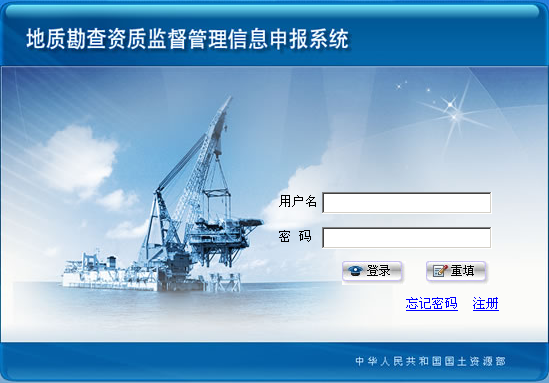 地质勘查资质监督管理信息申报系统
用户名
密 码
登录 重填
忘记密码 注册
中华人民共和国国土资源部